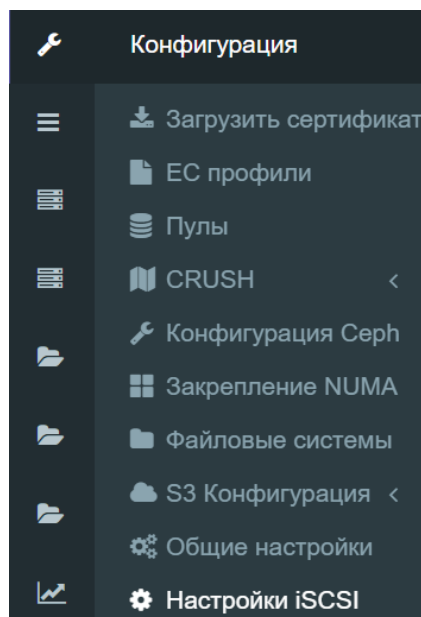 Конфигурация
Загрузить сертификат
EC профили
Пулы
CRUSH
Конфигурация Ceph
Закрепление NUMA
Файловые системы
S3 Конфигурация
Общие настройки
Настройки iSCSI